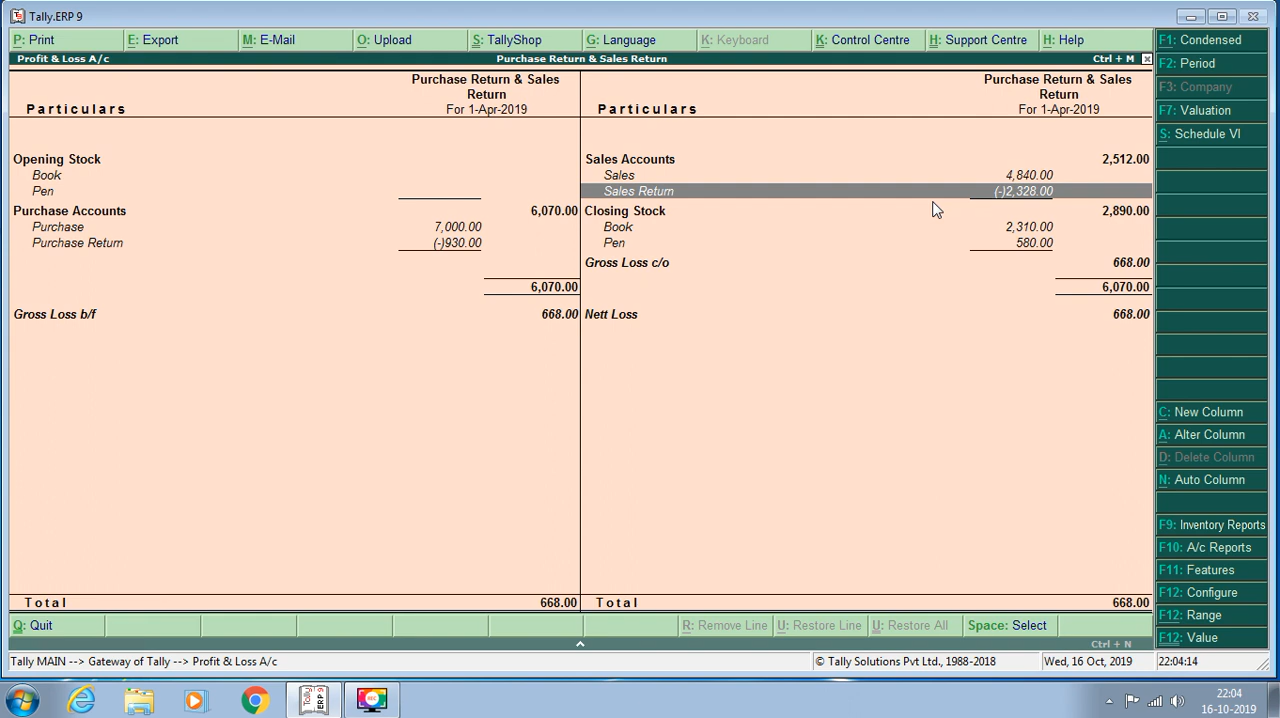 Tally.ERP 9
P: Print E: Export M: E-Mail O: Upload S: TallyShop G: Language K: Keyboard K: Control Centre H: Support Centre H: Help
Profit & Loss A/c Purchase Return & Sales Return Ctrl + M
Particulars Purchase Return & Sales Return For 1-Apr-2019 Particulars Purchase Return & Sales Return For 1-Apr-2019
Opening Stock Sales Accounts 2,512.00
Book Sales 4,840.00
Pen Sales Return (-)2,328.00
Purchase Accounts 6,070.00 Closing Stock 2,890.00
Purchase 7,000.00 Book 2,310.00
Purchase Return (-)930.00 Pen 580.00
Gross Loss c/o 668.00
6,070.00 6,070.00
Gross Loss b/f 668.00 Nett Loss 668.00
Total 668.00 Total 668.00
Q: Quit R: Remove Line U: Restore Line U: Restore All Space: Select
Ctrl + N
Tally MAIN --> Gateway of Tally --> Profit & Loss A/c © Tally Solutions Pvt Ltd., 1988-2018 Wed, 16 Oct, 2019 22:04:14
F1: Condensed
F2: Period
F3: Company
F7: Valuation
S: Schedule VI
C: New Column
A: Alter Column
D: Delete Column
N: Auto Column
F9: Inventory Reports
F10: A/c Reports
F11: Features
F12: Configure
F12: Range
F12: Value
22:04
16-10-2019